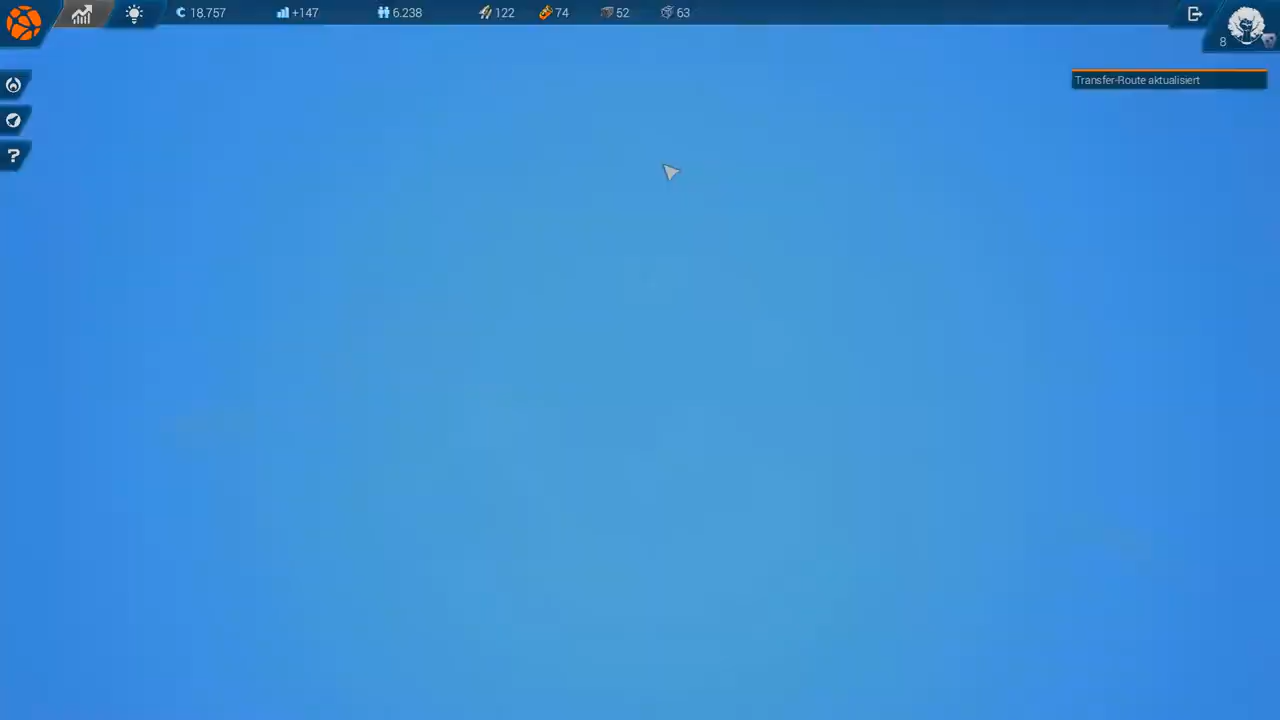 18.757 +147 6.238 122 74 52 63
8
Transfer-Route aktualisiert
?